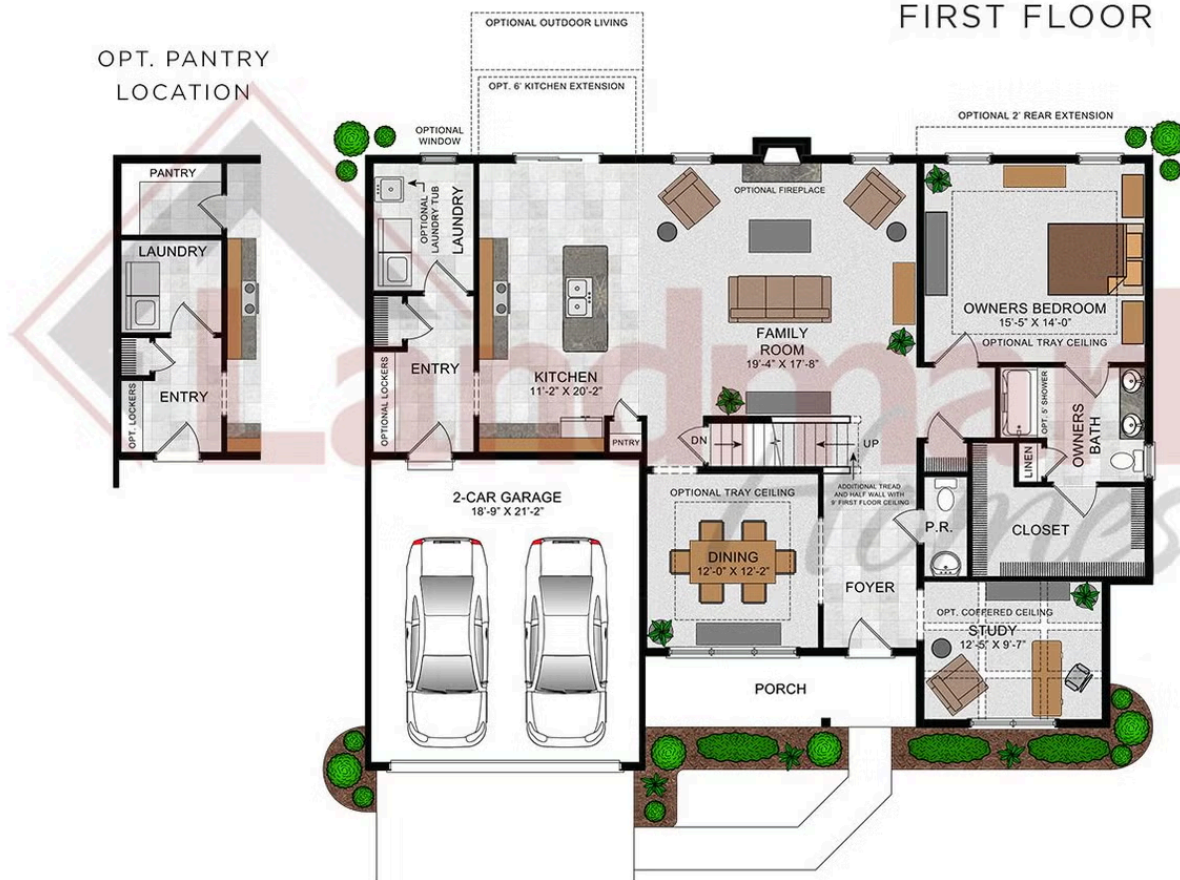 FIRST FLOOR
OPT. PANTRY
LOCATION
PANTRY
LAUNDRY
ENTRY
OPT. LOCKERS
OPTIONAL OUTDOOR LIVING
OPT. 6' KITCHEN EXTENSION
OPTIONAL
WINDOW
OPTIONAL 2' REAR EXTENSION
OPTIONAL
LAUNDRY TUB
LAUNDRY
OPTIONAL FIREPLACE
OWNERS BEDROOM
15'-5" X 14'-0"
OPTIONAL TRAY CEILING
FAMILY
ROOM
19'-4" X 17'-8"
KITCHEN
11'-2" X 20'-2"
ENTRY
OPTIONAL LOCKERS
PNTRY
DN
UP
OPT. 5' SHOWER
OWNERS
BATH
LINEN
CLOSET
P.R.
ADDITIONAL TREAD
AND HALF WALL WITH
9' FIRST FLOOR CEILING
OPTIONAL TRAY CEILING
DINING
12'-0" X 12'-2"
2-CAR GARAGE
18'-9" X 21'-2"
FOYER
OPT. COFFERED CEILING
STUDY
12'-5" X 9'-7"
PORCH
Landmark
Homes